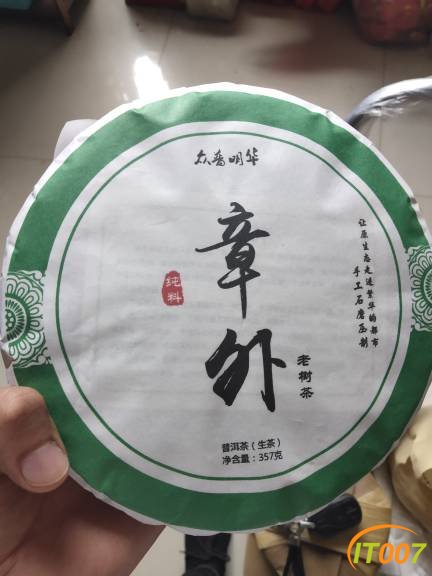 众普明华
章外
纯料
老树茶
让原生态走进繁华的都市
手工石磨压制
普洱茶（生茶）
净含量：357克
IT007